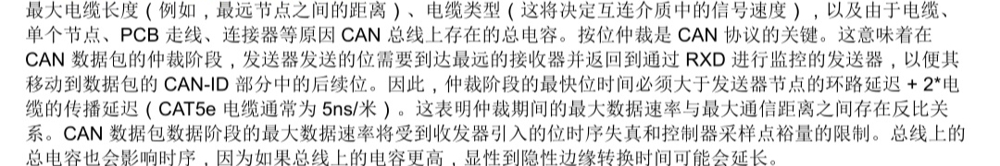 最大电缆长度（例如，最远节点之间的距离）、电缆类型（这将决定互连介质中的信号速度），以及由于电缆、
单个节点、PCB 走线、连接器等原因 CAN 总线上存在的总电容。按位仲裁是 CAN 协议的关键。这意味着在
CAN 数据包的仲裁阶段，发送器发送的位需要到达最远的接收器并返回到通过 RXD 进行监控的发送器，以便其
移动到数据包的 CAN-ID 部分中的后续位。因此，仲裁阶段的最快位时间必须大于发送器节点的环路延迟 + 2*电
缆的传播延迟（CAT5e 电缆通常为 5ns/米）。这表明仲裁期间的最大数据速率与最大通信距离之间存在反比关
系。CAN 数据包数据阶段的最大数据速率将受到收发器引入的位时序失真和控制器采样点裕量的限制。总线上的
总电容也会影响时序，因为如果总线上的电容更高，显性到隐性边缘转换时间可能会延长。